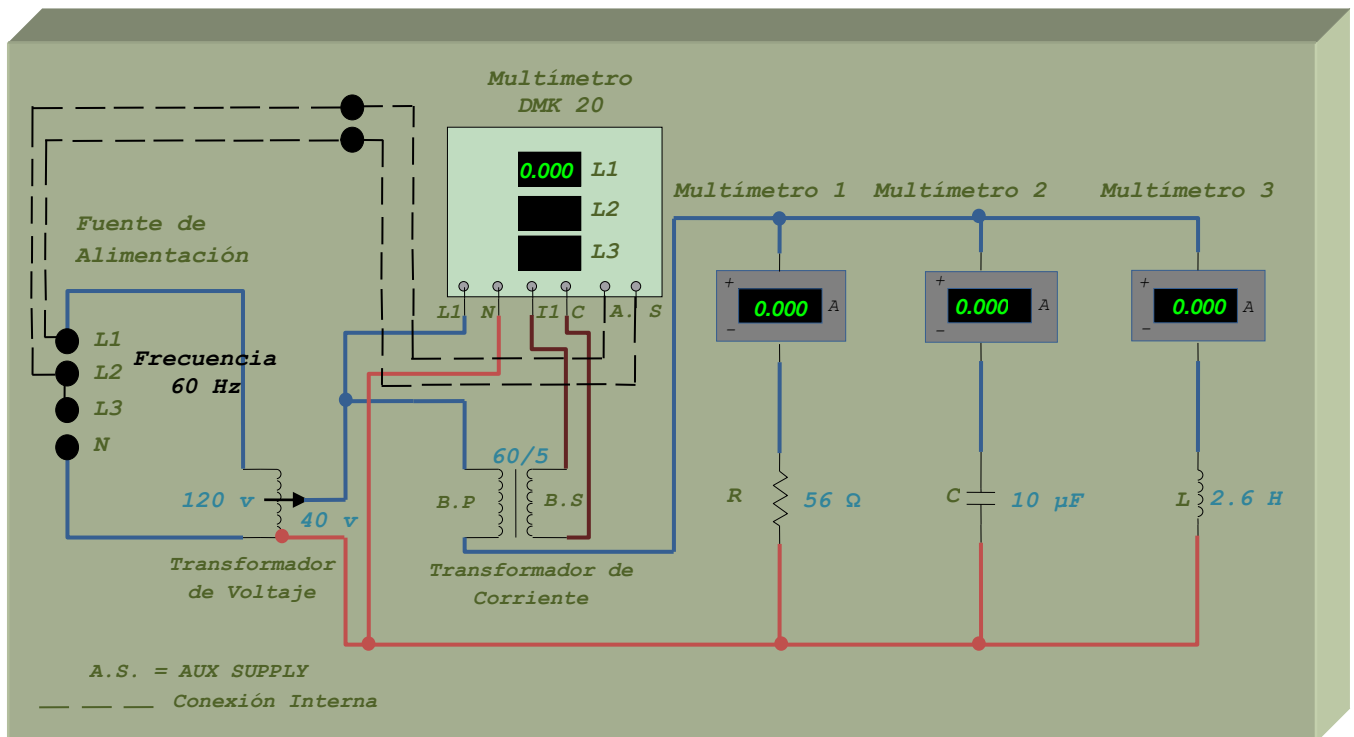 Multímetro
DMK 20
0.000 L1
L2
L3
L1 N I1 C A. S
Multímetro 1
Multímetro 2
Multímetro 3
+
0.000 A
−
+
0.000 A
−
+
0.000 A
−
Fuente de
Alimentación
L1
L2
L3
N
Frecuencia
60 Hz
120 v
40 v
Transformador
de Voltaje
60/5
B.P
B.S
Transformador de
Corriente
R 56 Ω
C 10 µF
L 2.6 H
A.S. = AUX SUPPLY
Conexión Interna